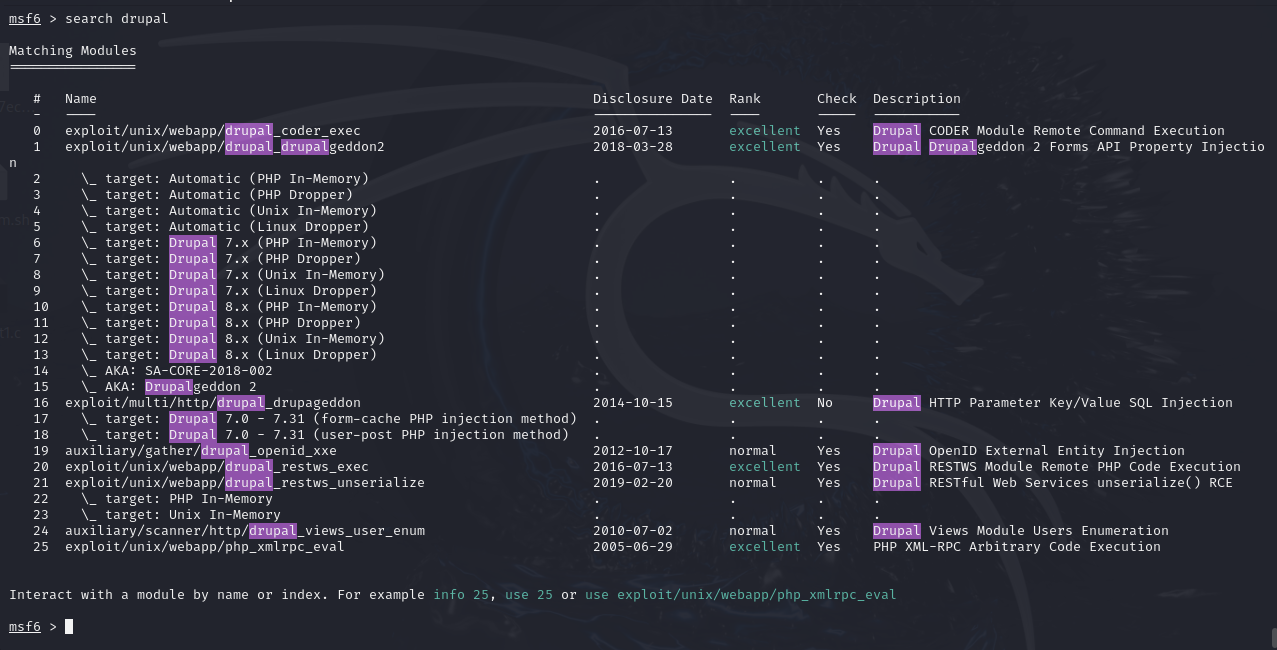 msf6 > search drupal
Matching Modules
================
#   Name   Disclosure Date   Rank   Check   Description
-   ----   ---------------   ----   -----   -----------
0   exploit/unix/webapp/drupal_coder_exec   2016-07-13   excellent   Yes   Drupal CODER Module Remote Command Execution
1   exploit/unix/webapp/drupal_drupalgeddon2   2018-03-28   excellent   Yes   Drupal Drupalgeddon 2 Forms API Property Injectio
n
2   \_ target: Automatic (PHP In-Memory)   .   .   .   .
3   \_ target: Automatic (PHP Dropper)   .   .   .   .
4   \_ target: Automatic (Unix In-Memory)   .   .   .   .
5   \_ target: Automatic (Linux Dropper)   .   .   .   .
6   \_ target: Drupal 7.x (PHP In-Memory)   .   .   .   .
7   \_ target: Drupal 7.x (PHP Dropper)   .   .   .   .
8   \_ target: Drupal 7.x (Unix In-Memory)   .   .   .   .
9   \_ target: Drupal 7.x (Linux Dropper)   .   .   .   .
10   \_ target: Drupal 8.x (PHP In-Memory)   .   .   .   .
11   \_ target: Drupal 8.x (PHP Dropper)   .   .   .   .
12   \_ target: Drupal 8.x (Unix In-Memory)   .   .   .   .
13   \_ target: Drupal 8.x (Linux Dropper)   .   .   .   .
14   \_ AKA: SA-CORE-2018-002   .   .   .   .
15   \_ AKA: Drupalgeddon 2   .   .   .   .
16   exploit/multi/http/drupal_drupageddon   2014-10-15   excellent   No   Drupal HTTP Parameter Key/Value SQL Injection
17   \_ target: Drupal 7.0 - 7.31 (form-cache PHP injection method)   .   .   .   .
18   \_ target: Drupal 7.0 - 7.31 (user-post PHP injection method)   .   .   .   .
19   auxiliary/gather/drupal_openid_xxe   2012-10-17   normal   Yes   Drupal OpenID External Entity Injection
20   exploit/unix/webapp/drupal_restws_exec   2016-07-13   excellent   Yes   Drupal RESTWS Module Remote PHP Code Execution
21   exploit/unix/webapp/drupal_restws_unserialize   2019-02-20   normal   Yes   Drupal RESTful Web Services unserialize() RCE
22   \_ target: PHP In-Memory   .   .   .   .
23   \_ target: Unix In-Memory   .   .   .   .
24   auxiliary/scanner/http/drupal_views_user_enum   2010-07-02   normal   Yes   Drupal Views Module Users Enumeration
25   exploit/unix/webapp/php_xmlrpc_eval   2005-06-29   excellent   Yes   PHP XML-RPC Arbitrary Code Execution
Interact with a module by name or index. For example info 25, use 25 or use exploit/unix/webapp/php_xmlrpc_eval
msf6 >